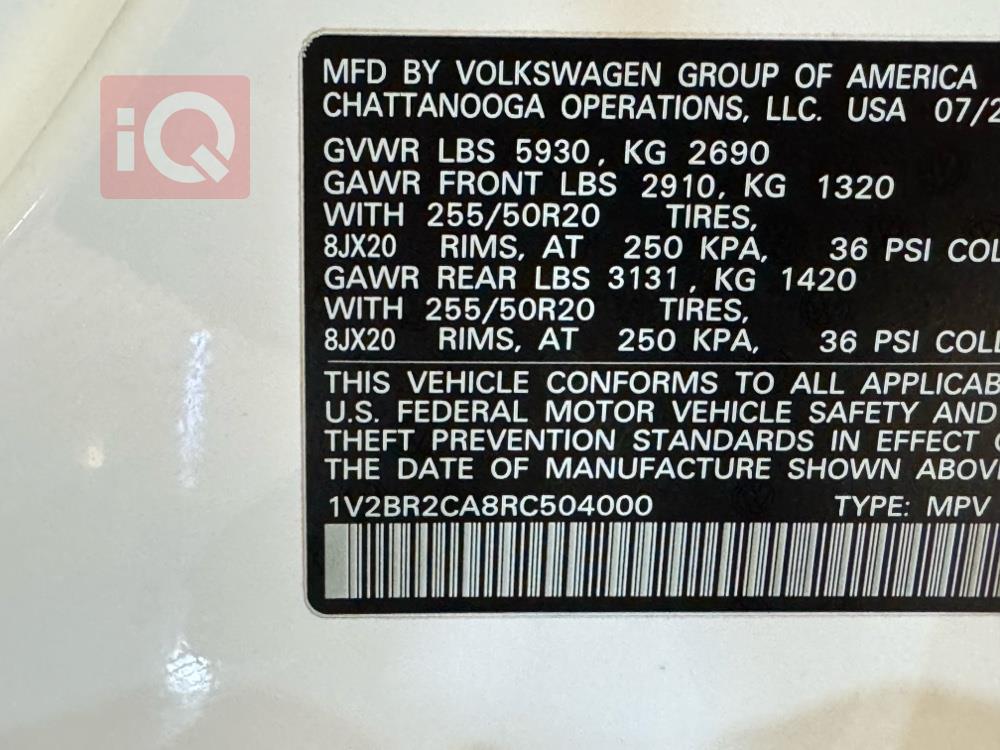 iQ
MFD BY VOLKSWAGEN GROUP OF AMERICA
CHATTANOOGA OPERATIONS, LLC. USA 07/2
GVWR LBS 5930, KG 2690
GAWR FRONT LBS 2910, KG 1320
WITH 255/50R20 TIRES,
8JX20 RIMS, AT 250 KPA, 36 PSI COL
GAWR REAR LBS 3131, KG 1420
WITH 255/50R20 TIRES,
8JX20 RIMS, AT 250 KPA, 36 PSI COL
THIS VEHICLE CONFORMS TO ALL APPLICAB
U.S. FEDERAL MOTOR VEHICLE SAFETY AND
THEFT PREVENTION STANDARDS IN EFFECT
THE DATE OF MANUFACTURE SHOWN ABOV
1V2BR2CA8RC504000 TYPE: MPV